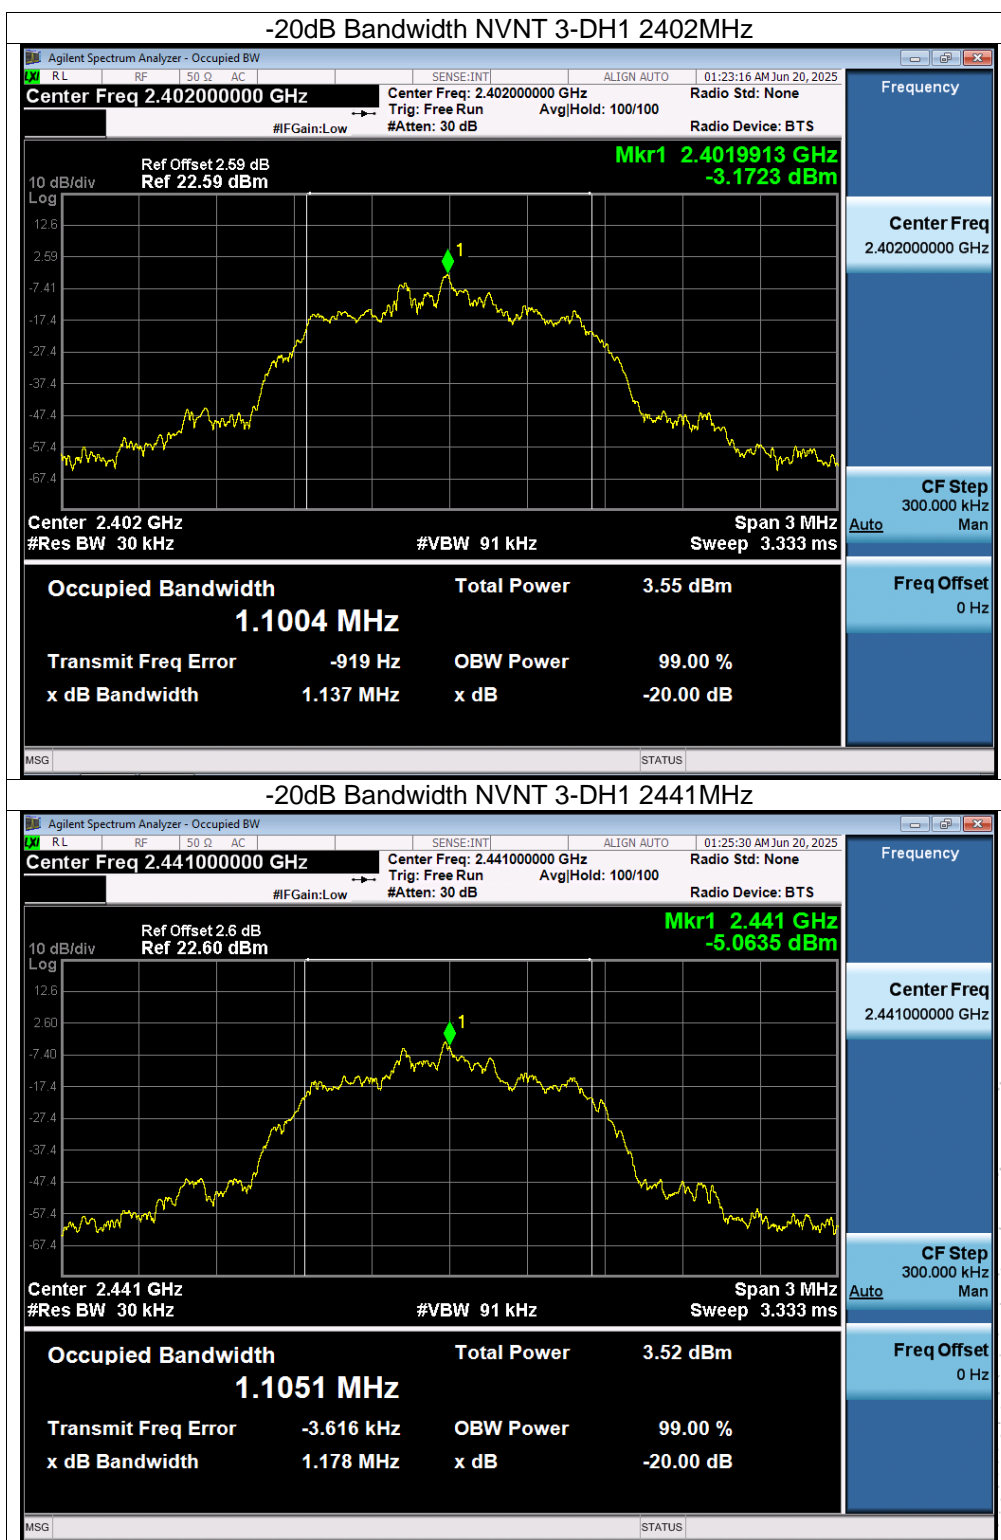 -20dB Bandwidth NVNT 3-DH1 2402MHz
Agilent Spectrum Analyzer - Occupied BW
LXI RL RF 50 Ω AC SENSE:INT ALIGN AUTO 01:23:16 AM Jun 20, 2025
Center Freq 2.402000000 GHz Center Freq: 2.402000000 GHz Radio Std: None Frequency
Trig: Free Run Avg|Hold: 100/100
#IFGain:Low #Atten: 30 dB Radio Device: BTS
Mkr1 2.4019913 GHz
Ref Offset 2.59 dB
-3.1723 dBm
10 dB/div Ref 22.59 dBm
Log
12.6
2.59
-7.41
-17.4
-27.4
-37.4
-47.4
-57.4
-67.4
1
Center Freq
2.402000000 GHz
CF Step
300.000 kHz
Auto Man
Center 2.402 GHz Span 3 MHz
#Res BW 30 kHz #VBW 91 kHz Sweep 3.333 ms
Freq Offset
0 Hz
Occupied Bandwidth Total Power 3.55 dBm
1.1004 MHz
Transmit Freq Error -919 Hz OBW Power 99.00 %
x dB Bandwidth 1.137 MHz x dB -20.00 dB
MSG STATUS
-20dB Bandwidth NVNT 3-DH1 2441MHz
Agilent Spectrum Analyzer - Occupied BW
LXI RL RF 50 Ω AC SENSE:INT ALIGN AUTO 01:25:30 AM Jun 20, 2025
Center Freq 2.441000000 GHz Center Freq: 2.441000000 GHz Radio Std: None Frequency
Trig: Free Run Avg|Hold: 100/100
#IFGain:Low #Atten: 30 dB Radio Device: BTS
Mkr1 2.441 GHz
Ref Offset 2.6 dB
-5.0635 dBm
10 dB/div Ref 22.60 dBm
Log
12.6
2.60
-7.40
-17.4
-27.4
-37.4
-47.4
-57.4
-67.4
1
Center Freq
2.441000000 GHz
CF Step
300.000 kHz
Auto Man
Center 2.441 GHz Span 3 MHz
#Res BW 30 kHz #VBW 91 kHz Sweep 3.333 ms
Freq Offset
0 Hz
Occupied Bandwidth Total Power 3.52 dBm
1.1051 MHz
Transmit Freq Error -3.616 kHz OBW Power 99.00 %
x dB Bandwidth 1.178 MHz x dB -20.00 dB
MSG STATUS